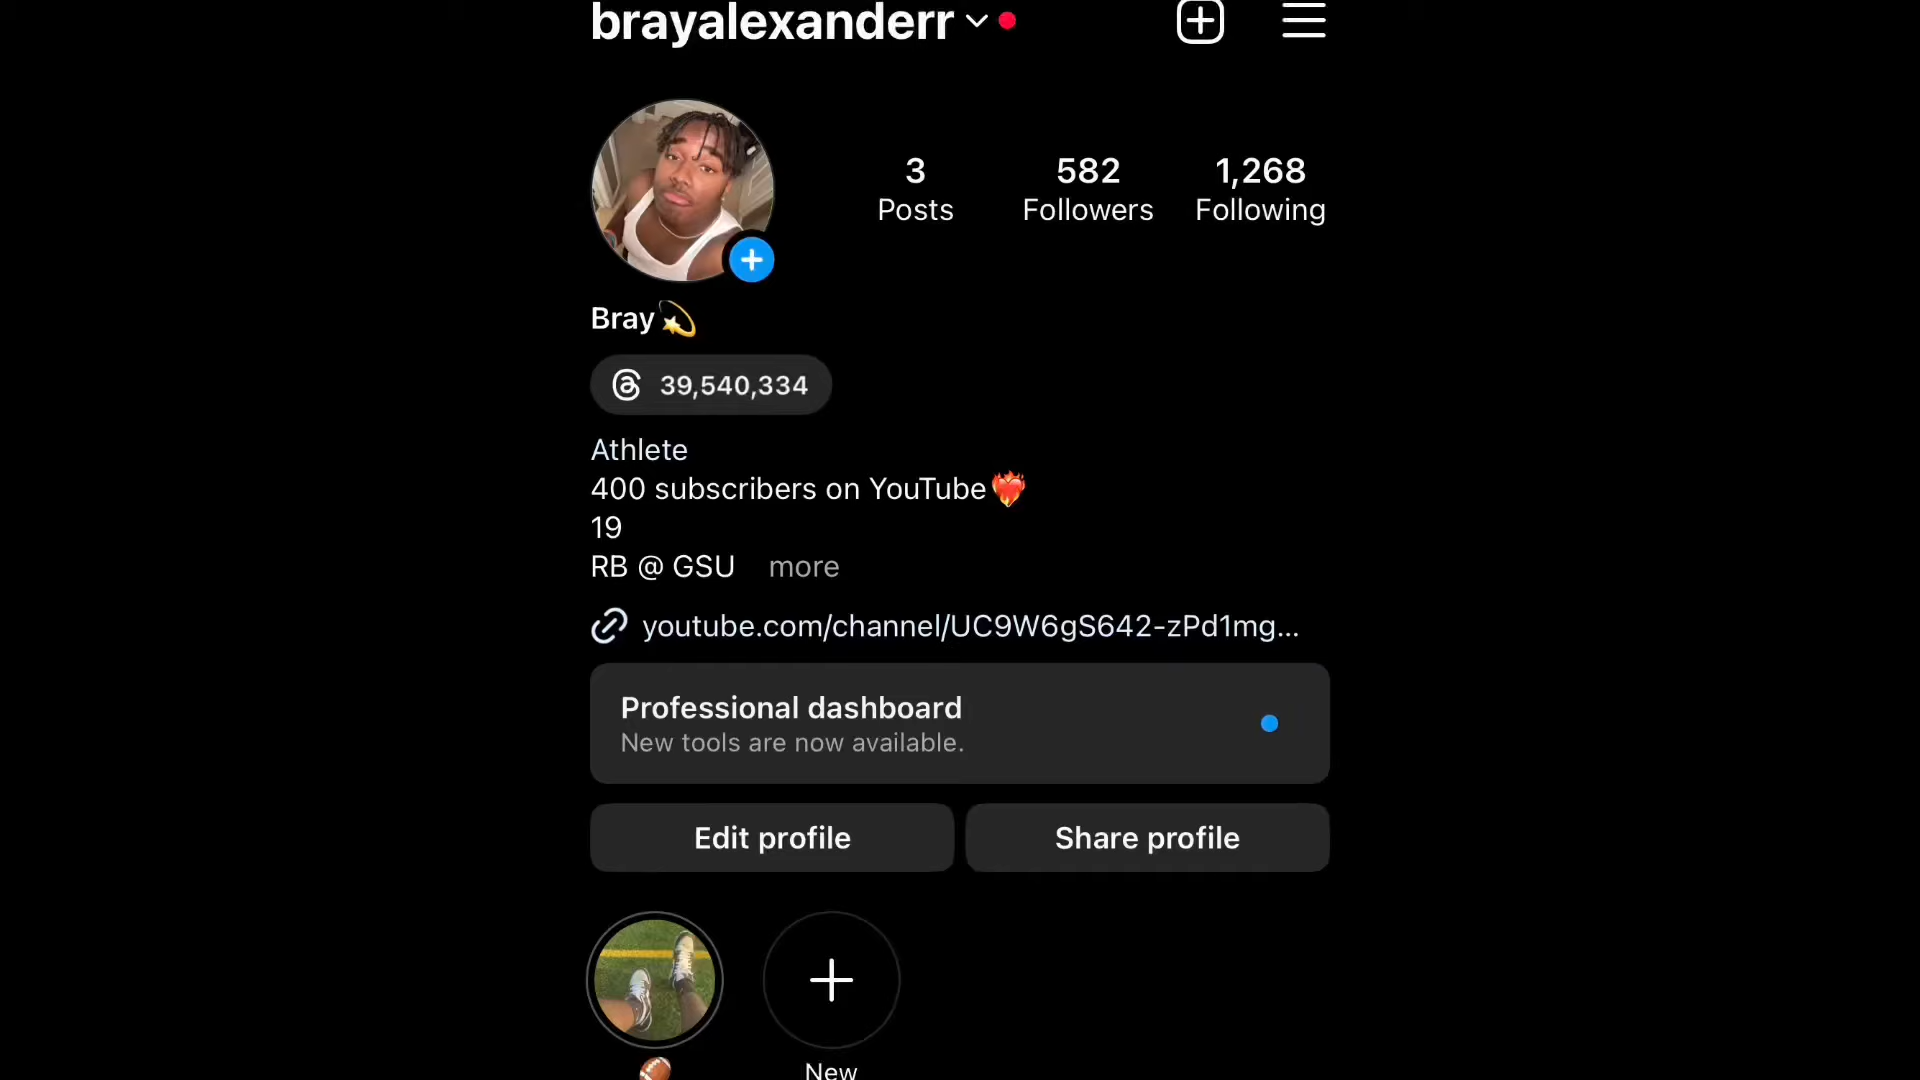 brayalexanderr
3
Posts
582
Followers
1,268
Following
Bray
39,540,334
Athlete
400 subscribers on YouTube
19
RB @ GSU more
youtube.com/channel/UC9W6gS642-zPd1mg...
Professional dashboard
New tools are now available.
Edit profile
Share profile
New